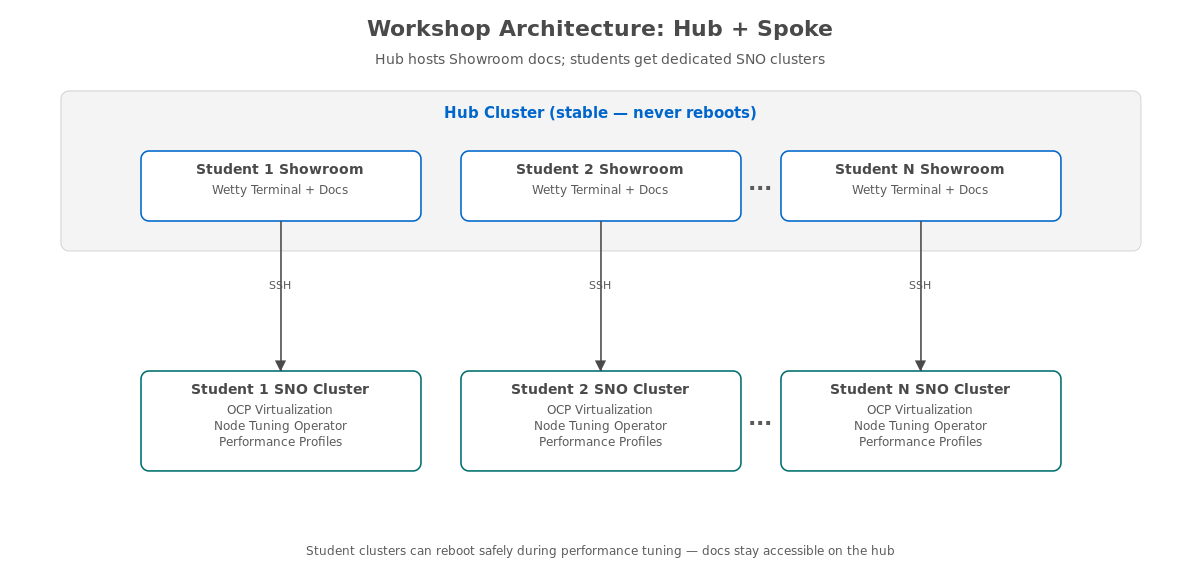 Workshop Architecture: Hub + Spoke
Hub hosts Showroom docs; students get dedicated SNO clusters
Hub Cluster (stable — never reboots)
Student 1 Showroom
Wetty Terminal + Docs
Student 2 Showroom
Wetty Terminal + Docs
...
Student N Showroom
Wetty Terminal + Docs
SSH
SSH
SSH
Student 1 SNO Cluster
OCP Virtualization
Node Tuning Operator
Performance Profiles
Student 2 SNO Cluster
OCP Virtualization
Node Tuning Operator
Performance Profiles
...
Student N SNO Cluster
OCP Virtualization
Node Tuning Operator
Performance Profiles
Student clusters can reboot safely during performance tuning — docs stay accessible on the hub